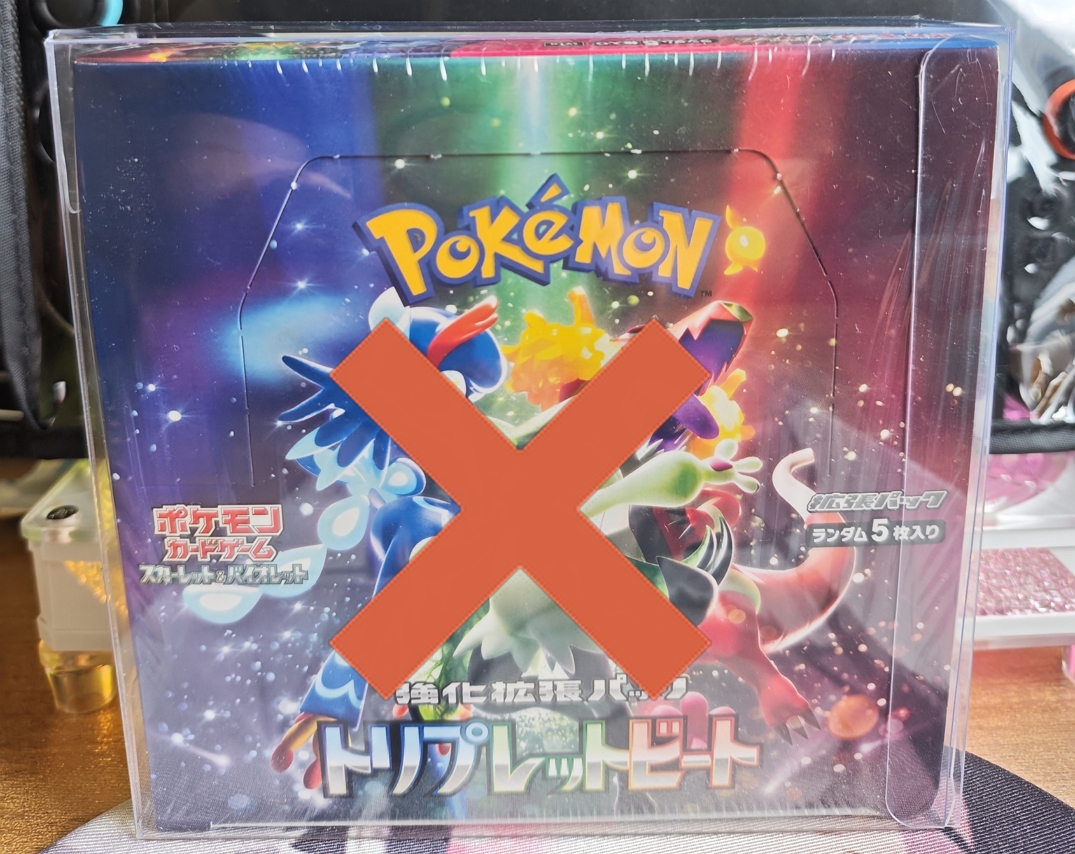 POKéMON
TM
ポケモン
カードゲーム
スカーレット&バイオレット
拡張パック
ランダム5枚入り
強化拡張パック
トリプレットビート